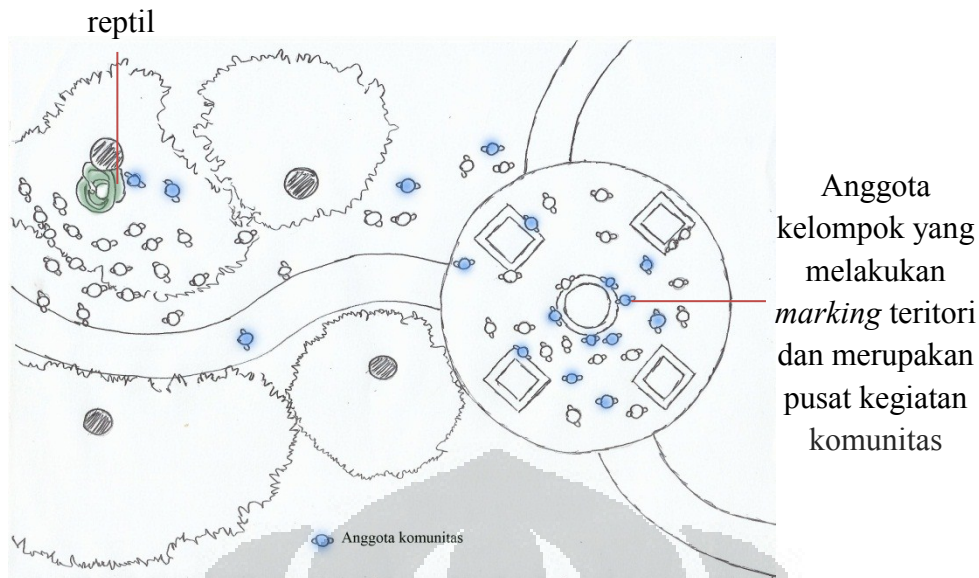 reptil
Anggota
kelompok yang
melakukan
marking teritori
dan merupakan
pusat kegiatan
komunitas
Anggota komunitas